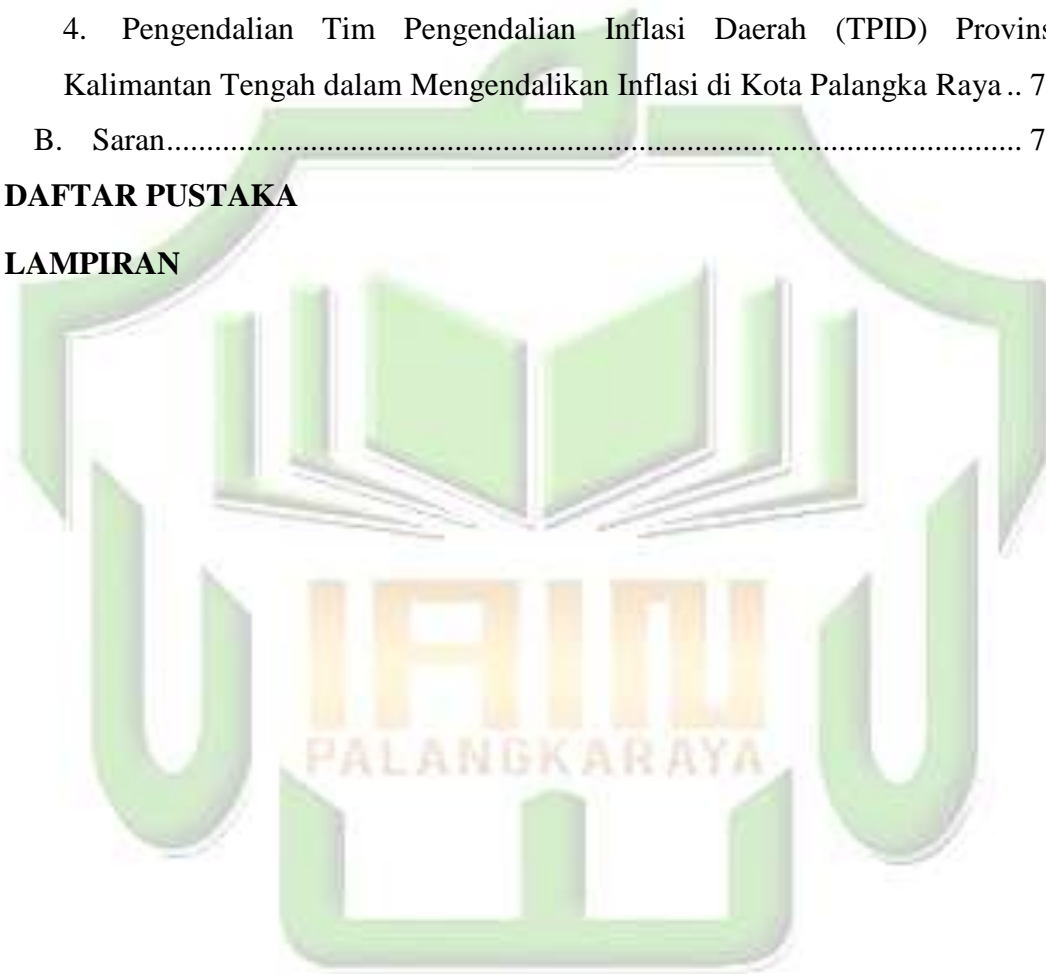 4. Pengendalian Tim Pengendalian Inflasi Daerah (TPID) Provins
Kalimantan Tengah dalam Mengendalikan Inflasi di Kota Palangka Raya .. 7
B. Saran.......................................................................................................... 7
DAFTAR PUSTAKA
LAMPIRAN
IAIN
PALANGKARAYA